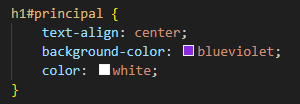 h1#principal {
text-align: center;
background-color: blueviolet;
color: white;
}